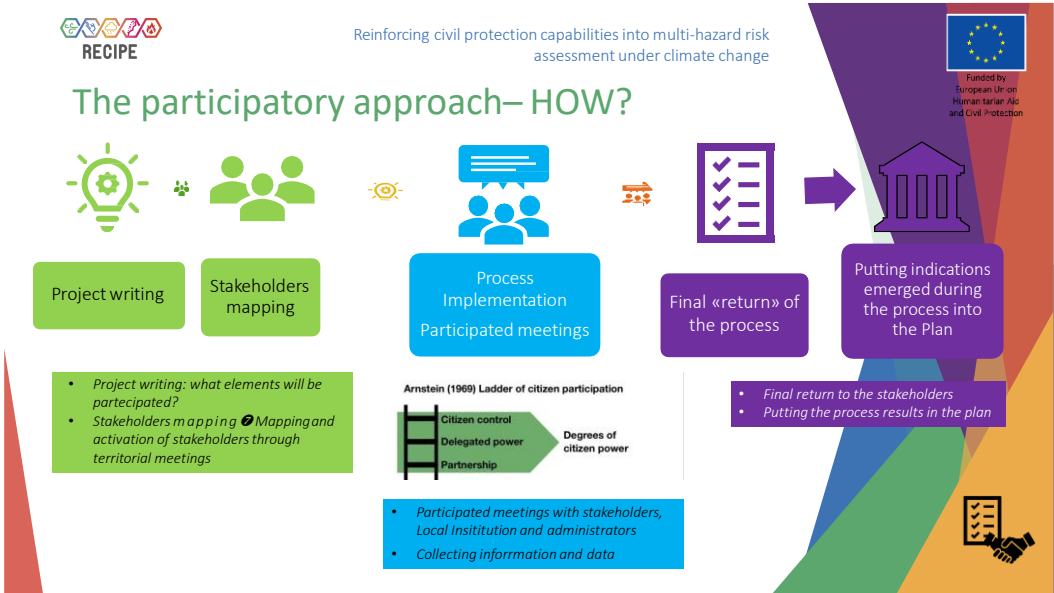 RECIPE
Reinforcing civil protection capabilities into multi-hazard risk
assessment under climate change
Funded by
European Union
Humanitarian Aid
and Civil Protection
The participatory approach– HOW?
Project writing
Stakeholders
mapping
Process
Implementation
Participated meetings
Final «return» of
the process
Putting indications
emerged during
the process into
the Plan
• Project writing: what elements will be
partecipated?
• Stakeholders mapping ❼ Mapping and
activation of stakeholders through
territorial meetings
Arnstein (1969) Ladder of citizen participation
Citizen control
Delegated power
Partnership
Degrees of
citizen power
• Final return to the stakeholders
• Putting the process results in the plan
• Participated meetings with stakeholders,
Local Insititution and administrators
• Collecting inforrmation and data